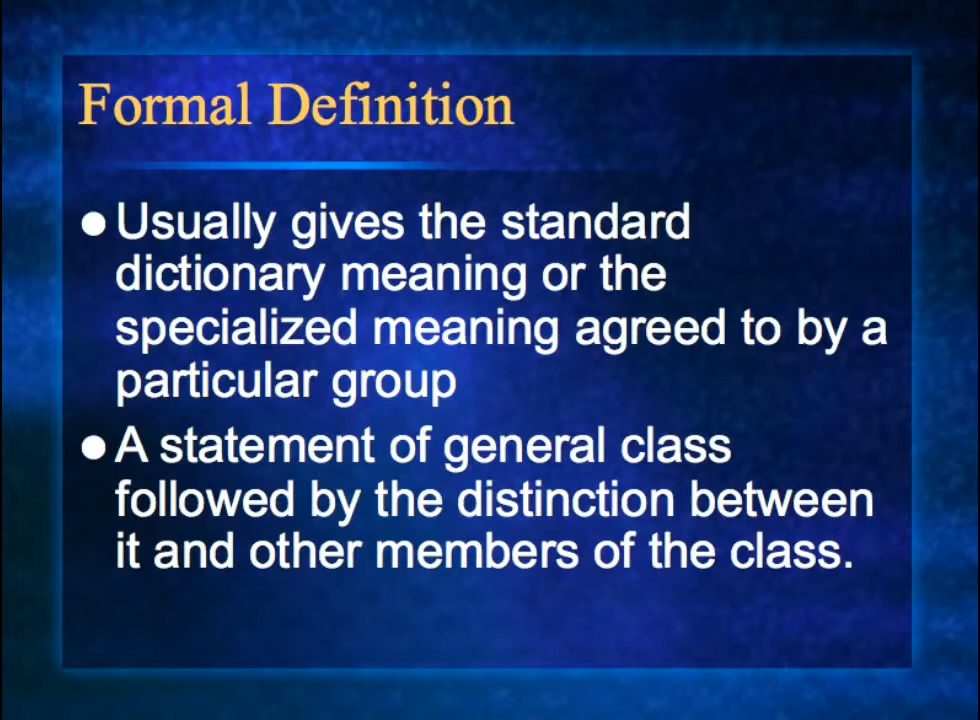 Formal Definition
● Usually gives the standard
dictionary meaning or the
specialized meaning agreed to by a
particular group
● A statement of general class
followed by the distinction between
it and other members of the class.